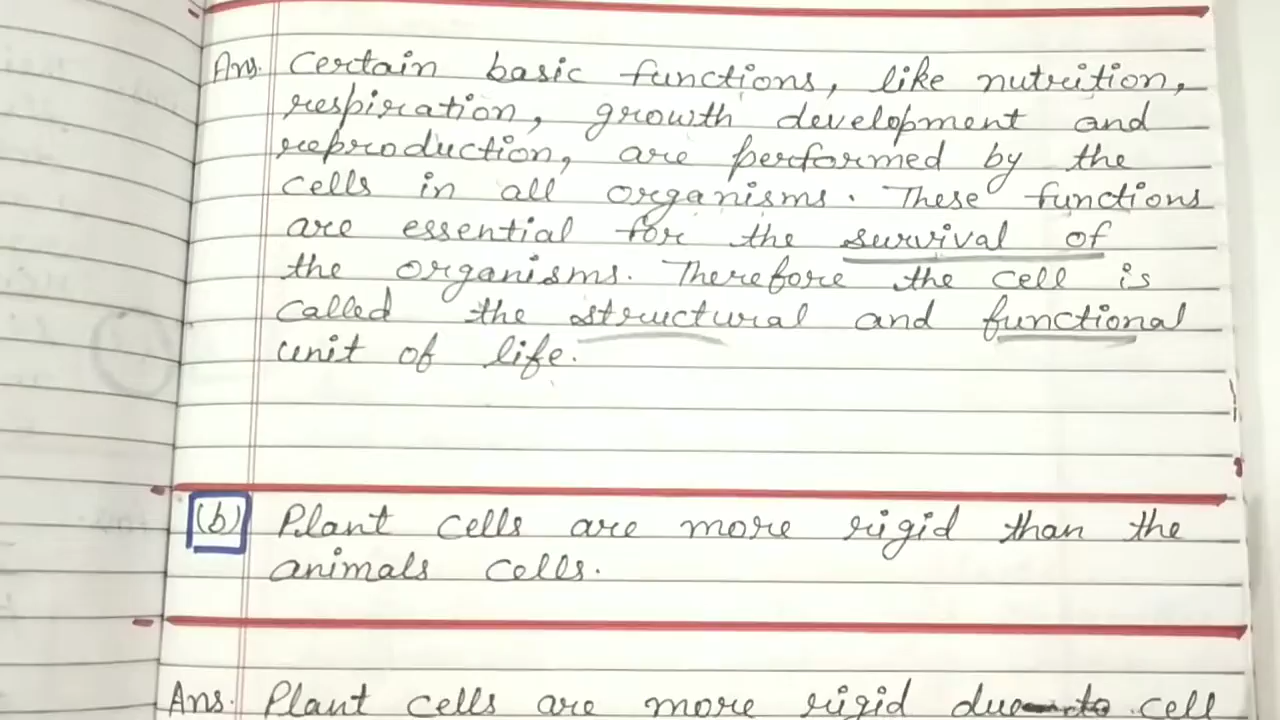 Ans. Certain basic functions, like nutrition,
respiration, growth development and
reproduction, are performed by the
cells in all organisms. These functions
are essential for the survival of
the organisms. Therefore the cell is
called the structural and functional
unit of life.
(b) Plant cells are more rigid than the
animals cells.
Ans. Plant cells are more rigid due to cell